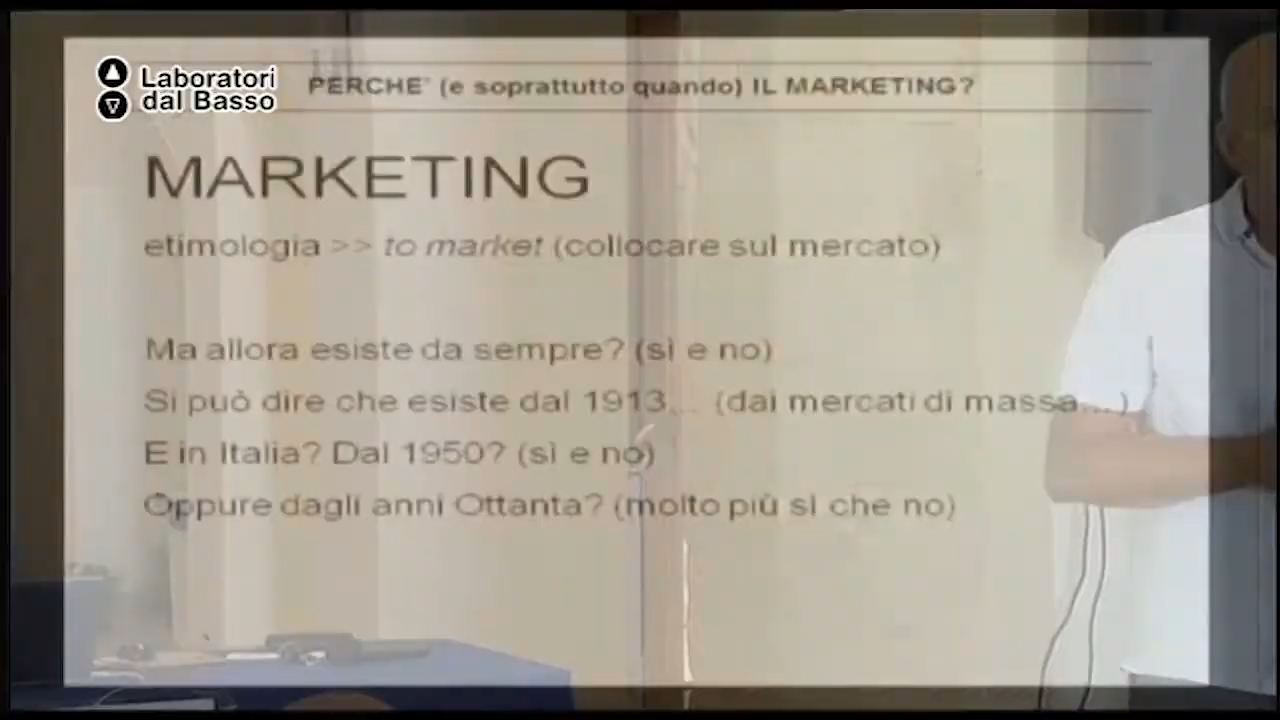 Laboratori
dal Basso
PERCHE' (e soprattutto quando) IL MARKETING?
MARKETING
etimologia >> to market (collocare sul mercato)
Ma allora esiste da sempre? (sì e no)
Si può dire che esiste dal 1913... (dai mercati di massa...)
E in Italia? Dal 1950? (sì e no)
Oppure dagli anni Ottanta? (molto più sì che no)